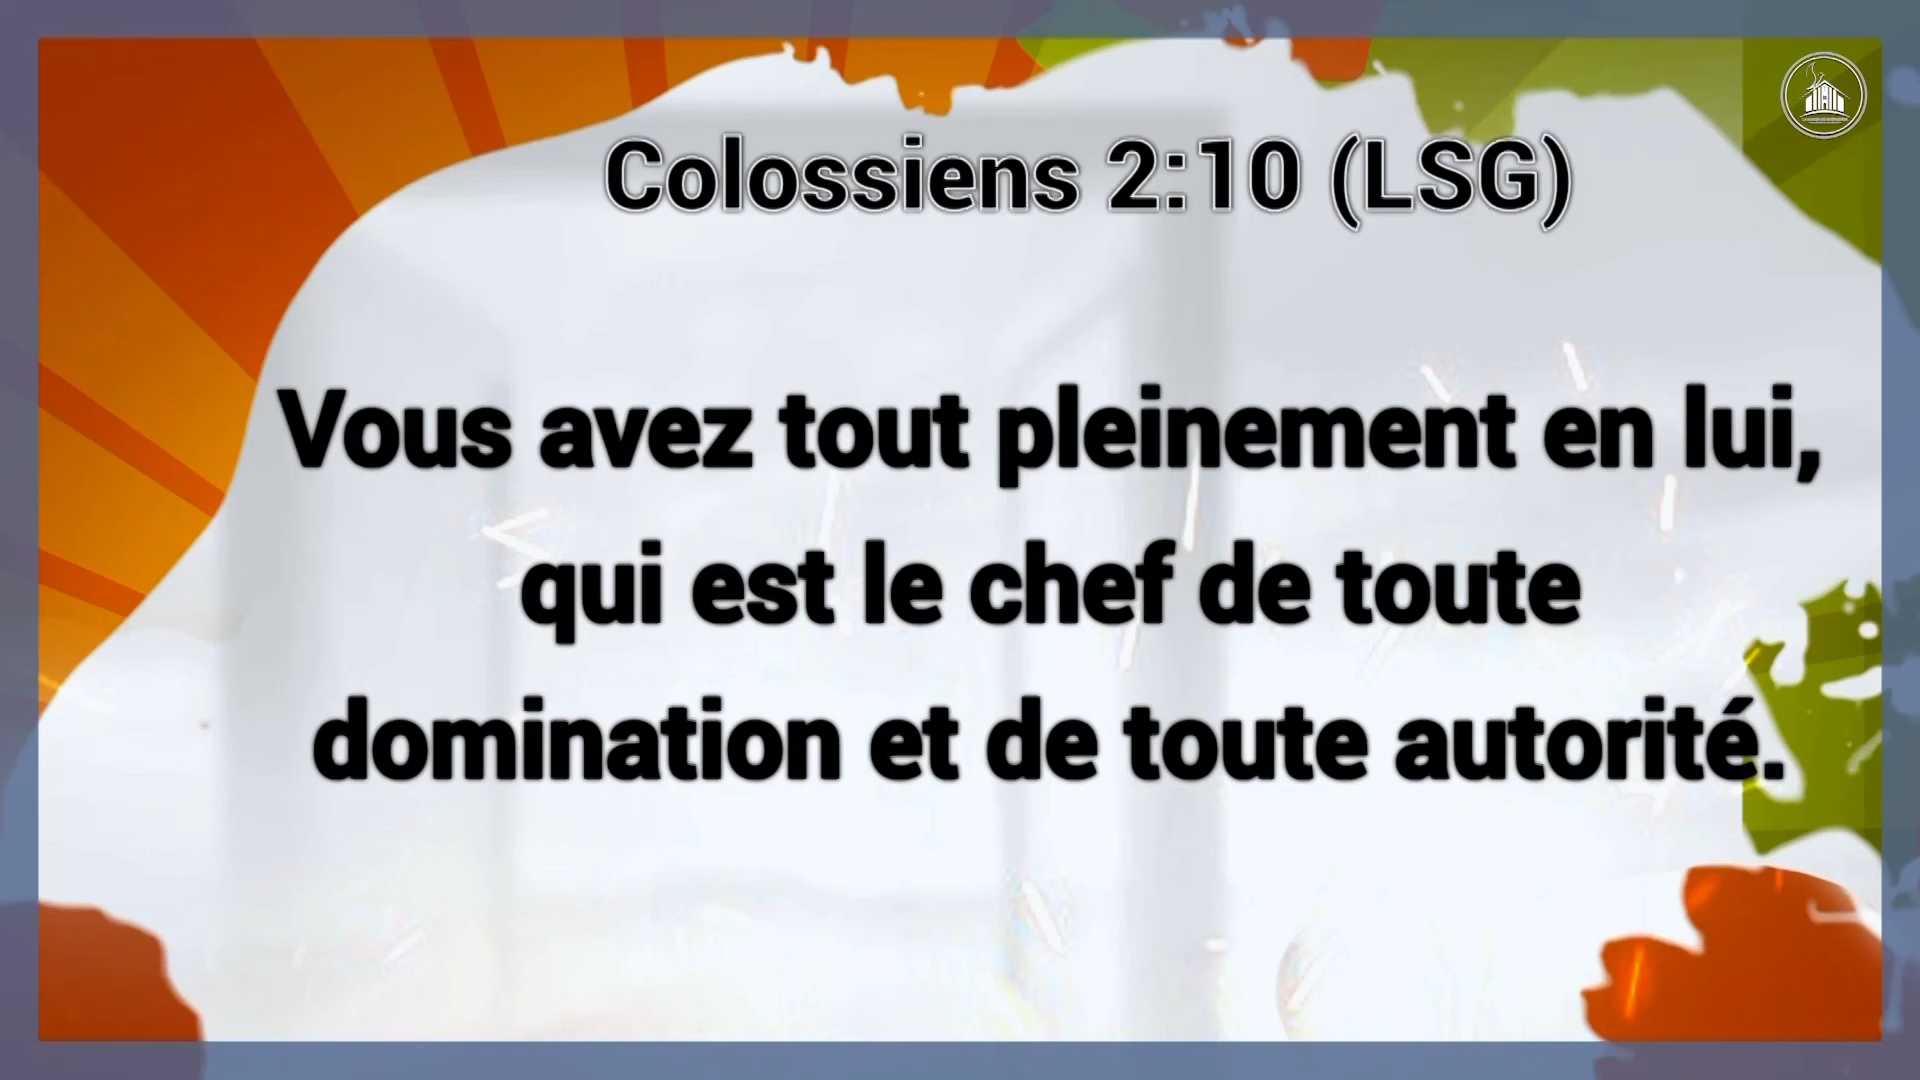 Colossiens 2:10 (LSG)
Vous avez tout pleinement en lui,
qui est le chef de toute
domination et de toute autorité.